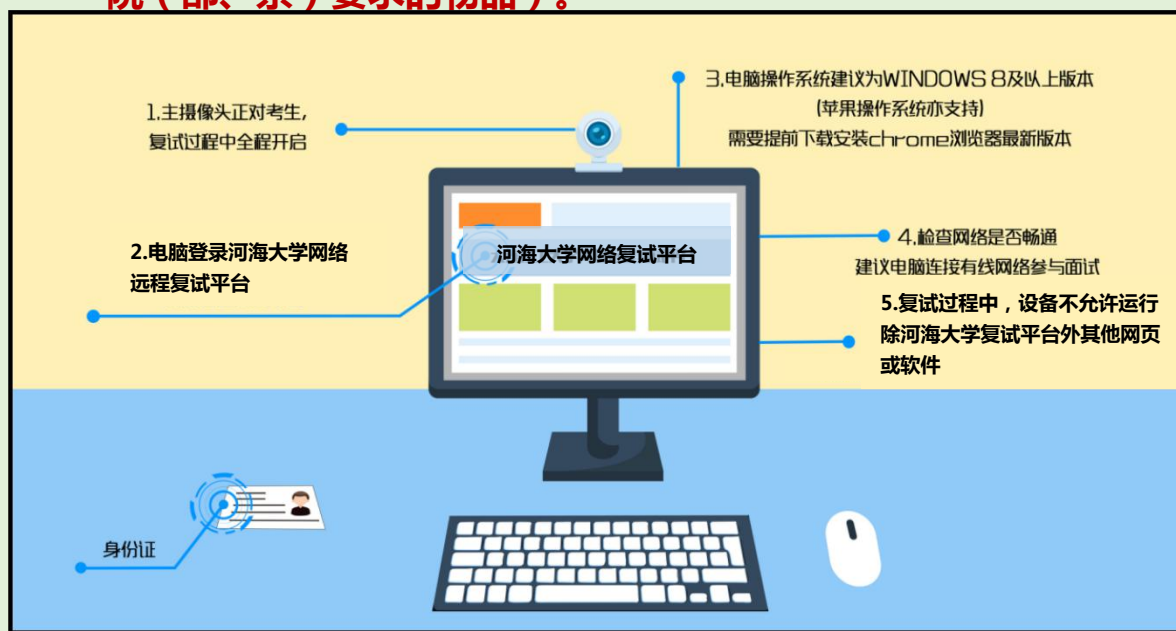 院（部、系）要求的物品）。
1.主摄像头正对考生,
复试过程中全程开启
3.电脑操作系统建议为WINDOWS 8及以上版本
(苹果操作系统亦支持)
需要提前下载安装chrome浏览器最新版本
2.电脑登录河海大学网络
远程复试平台
河海大学网络复试平台
4.检查网络是否畅通
建议电脑连接有线网络参与面试
5.复试过程中，设备不允许运行
除河海大学复试平台外其他网页
或软件
身份证